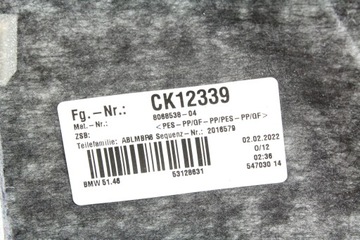 Fg.-Nr.: CK12339
Mat.-Nr.: 6068538-04
ZSB: <PES-PP/GF-PP/PES-PP/GF>
Teilefamilie: ABLMBR6 Sequenz-Nr.: 2016579
02.02.2022
0/12
02:36
BMW 51.46 53128631 547030 14